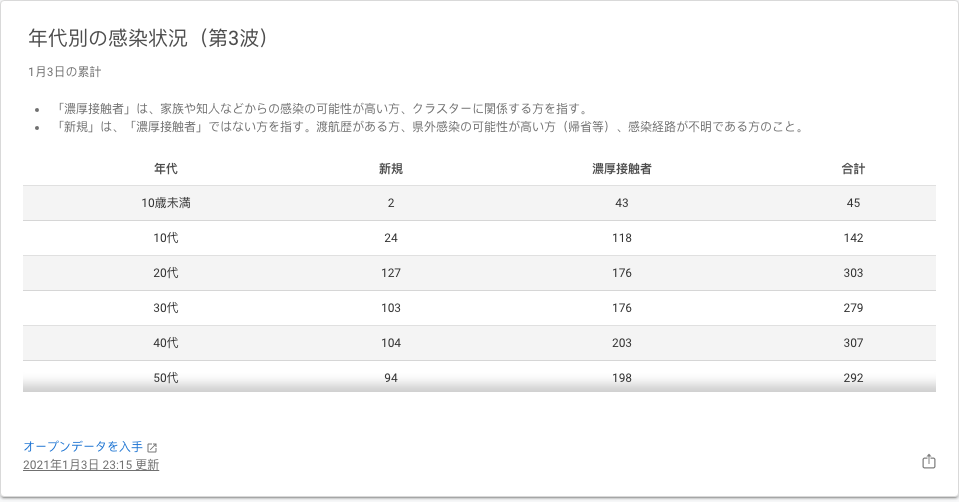 年代別の感染状況（第3波）
1月3日の累計
• 「濃厚接触者」は、家族や知人などからの感染の可能性が高い方、クラスターに関係する方を指す。
• 「新規」は、「濃厚接触者」ではない方を指す。渡航歴がある方、県外感染の可能性が高い方（帰省等）、感染経路が不明である方のこと。
年代 新規 濃厚接触者 合計
10歳未満 2 43 45
10代 24 118 142
20代 127 176 303
30代 103 176 279
40代 104 203 307
50代 94 198 292
オープンデータを入手
2021年1月3日 23:15 更新